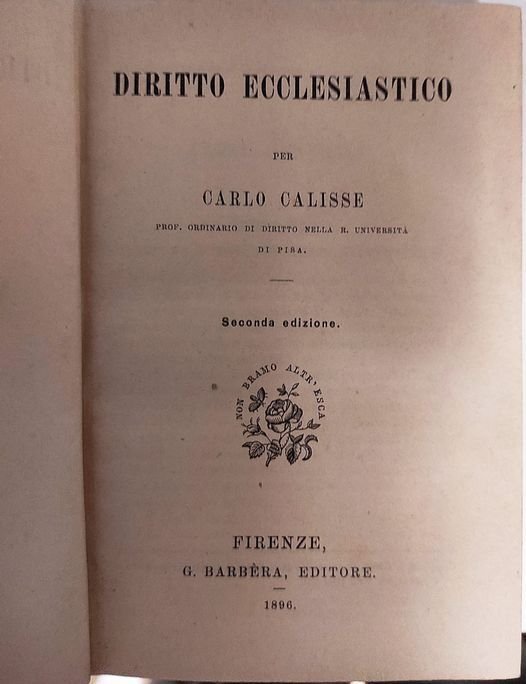 DIRITTO ECCLESIASTICO
PER
CARLO CALISSE
PROF. ORDINARIO DI DIRITTO NELLA R. UNIVERSITÀ
DI PISA.
Seconda edizione.
NON BRAMO ALTR' ESCA
FIRENZE,
G. BARBÈRA, EDITORE.
1896.